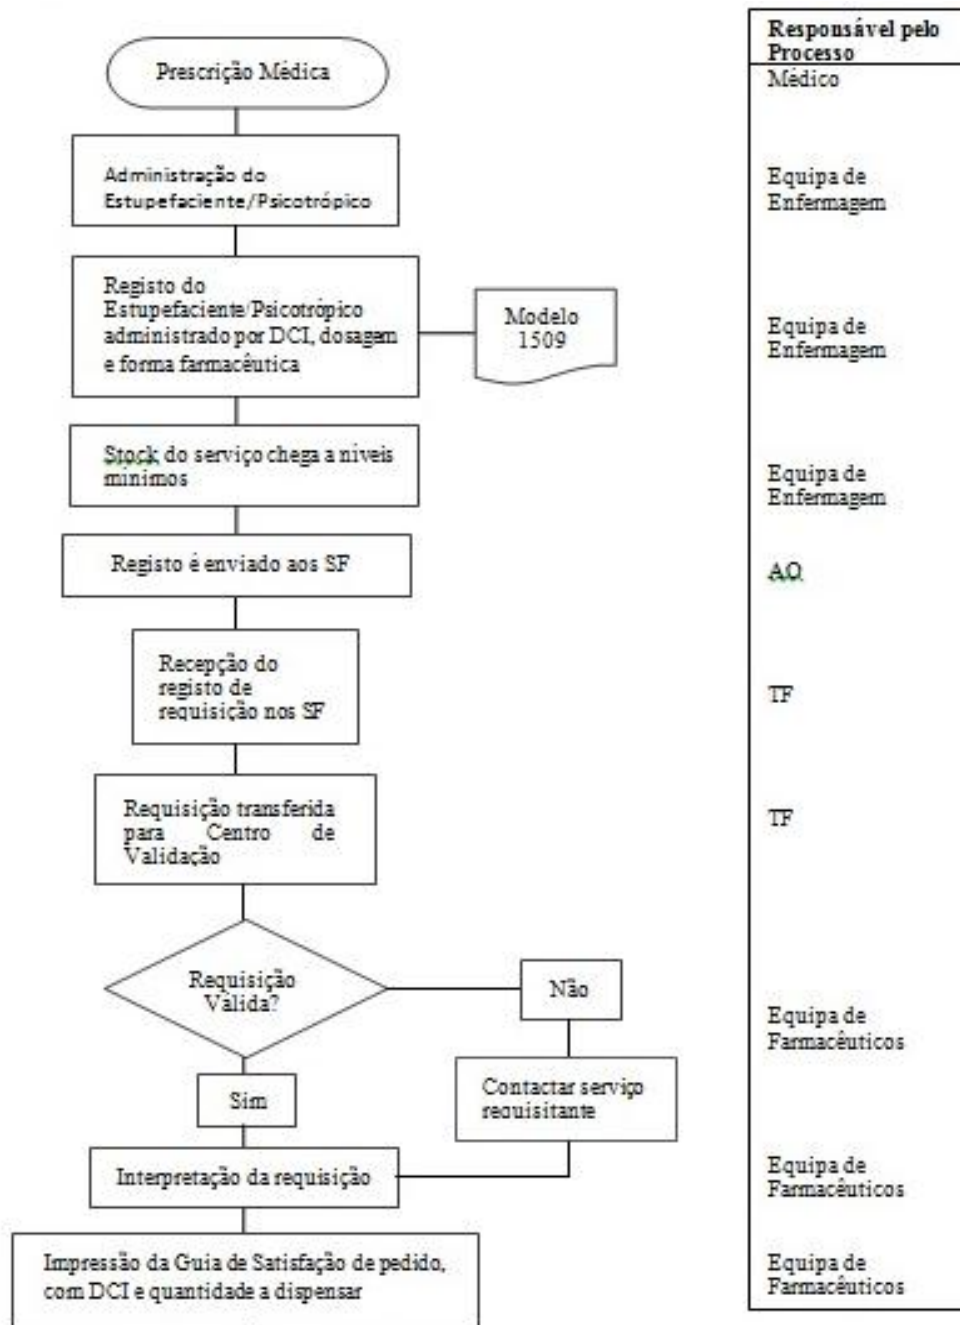 Prescrição Médica
Administração do
Estupefaciente/Psicotrópico
Registo do
Estupefaciente/Psicotrópico
administrado por DCI, dosagem
e forma farmacêutica
Modelo
1509
Stock do serviço chega a níveis
mínimos
Registo é enviado aos SF
Recepção do
registo de
requisição nos SF
Requisição transferida
para Centro de
Validação
Requisição
Válida?
Não
Sim
Contactar serviço
requisitante
Interpretação da requisição
Impressão da Guia de Satisfação de pedido,
com DCI e quantidade a dispensar
Responsável pelo
Processo
Médico
Equipa de
Enfermagem
Equipa de
Enfermagem
Equipa de
Enfermagem
AO
TF
TF
Equipa de
Farmacêuticos
Equipa de
Farmacêuticos
Equipa de
Farmacêuticos